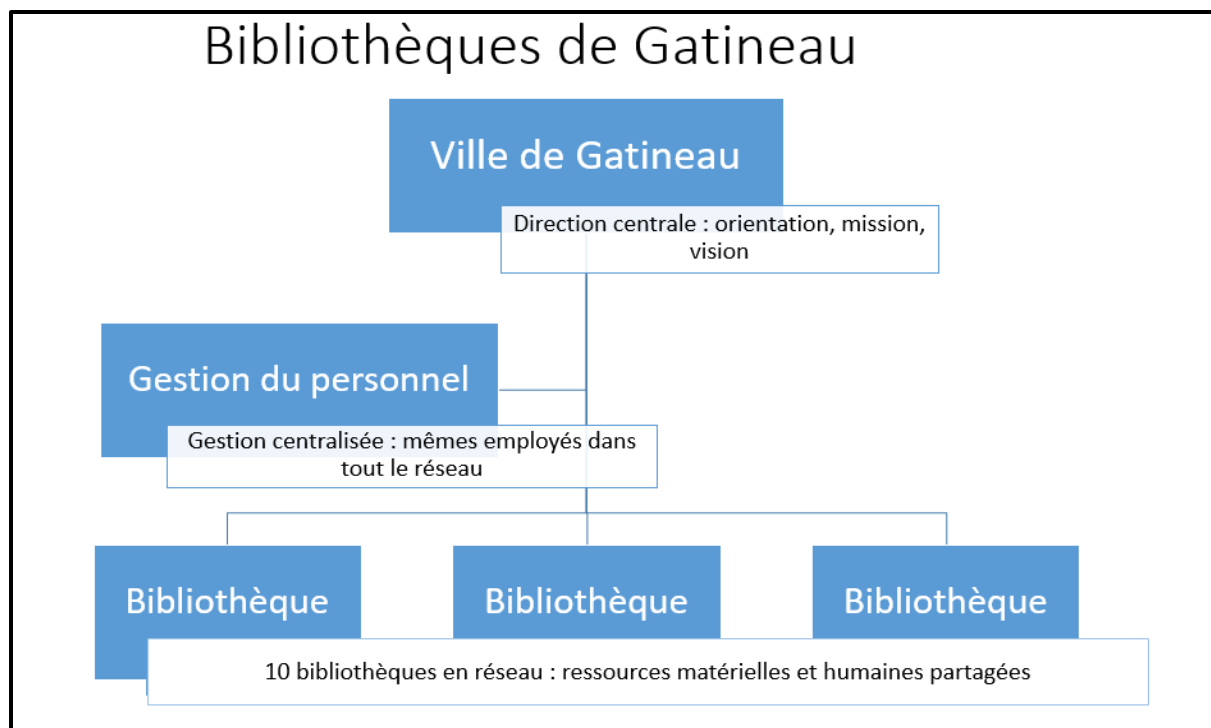 Bibliothèques de Gatineau
Ville de Gatineau
Direction centrale : orientation, mission,
vision
Gestion du personnel
Gestion centralisée : mêmes employés dans
tout le réseau
Bibliothèque
Bibliothèque
Bibliothèque
10 bibliothèques en réseau : ressources matérielles et humaines partagées